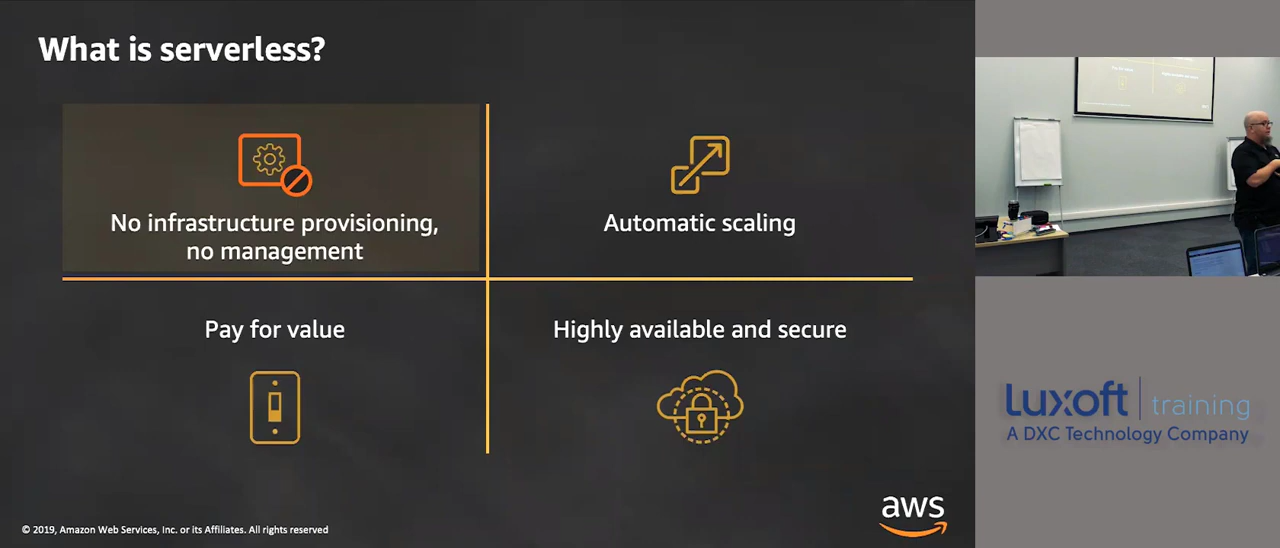 What is serverless?
No infrastructure provisioning,
no management
Automatic scaling
Pay for value
Highly available and secure
© 2019, Amazon Web Services, Inc. or its Affiliates. All rights reserved
aws
Luxoft training
A DXC Technology Company